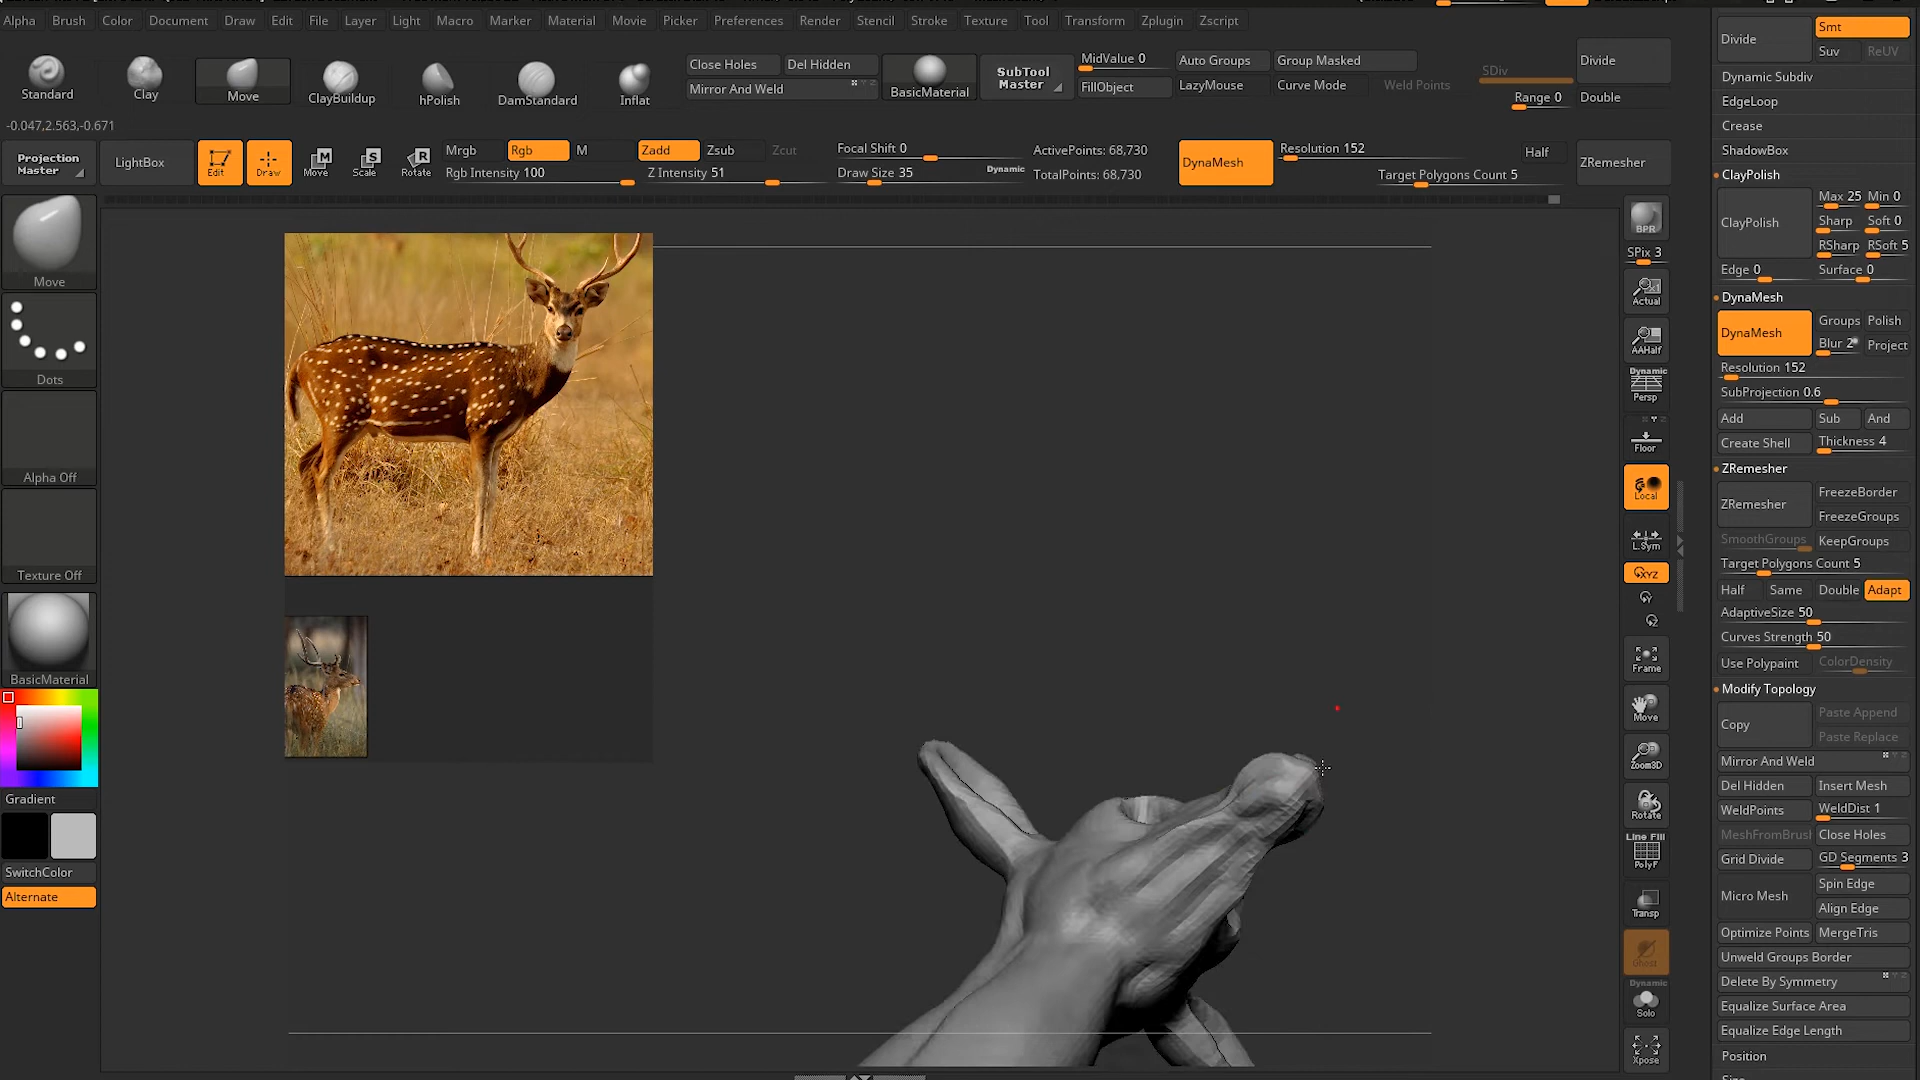 Alpha Brush Color Document Draw Edit File Layer Light Macro Marker Material Movie Picker Preferences Render Stencil Stroke Texture Tool Transform Zplugin Zscript
Standard
Clay
Move
ClayBuildup
hPolish
DamStandard
Inflat
Close Holes Del Hidden
Mirror And Weld
BasicMaterial
SubTool
Master
MidValue 0
FillObject
Auto Groups Group Masked
LazyMouse Curve Mode Weld Points
SDiv
Range 0
Divide
Double
-0.047,2.563,-0.671
Projection
Master
LightBox
Edit
Draw
Move
Scale
Rotate
Mrgb Rgb M Zadd Zsub Zcut
Rgb Intensity 100 Z Intensity 51
Focal Shift 0
Draw Size 35 Dynamic
ActivePoints: 68,730
TotalPoints: 68,730
DynaMesh
Resolution 152 Half
Target Polygons Count 5
ZRemesher
Move
Dots
Alpha Off
Texture Off
BasicMaterial
Gradient
SwitchColor
Alternate
BPR
SPix 3
Actual
AAHalf
Dynamic
Persp
Floor
Local
L.Sym
XYZ
Frame
Move
Zoom3D
Rotate
Line Fill
PolyF
Transp
Ghost
Dynamic
Solo
Xpose
Divide Smt
Suv ReUV
Dynamic Subdiv
EdgeLoop
Crease
ShadowBox
ClayPolish
ClayPolish Max 25 Min 0
Sharp Soft 0
RSharp RSoft 5
Edge 0 Surface 0
DynaMesh
DynaMesh Groups Polish
Blur 2 Project
Resolution 152
SubProjection 0.6
Add Sub And
Create Shell Thickness 4
ZRemesher
ZRemesher FreezeBorder
FreezeGroups
SmoothGroups KeepGroups
Target Polygons Count 5
Half Same Double Adapt
AdaptiveSize 50
Curves Strength 50
Use Polypaint ColorDensity
Modify Topology
Copy Paste Append
Paste Replace
Mirror And Weld
Del Hidden Insert Mesh
WeldPoints WeldDist 1
MeshFromBrus Close Holes
Grid Divide GD Segments 3
Micro Mesh Spin Edge
Align Edge
Optimize Points MergeTris
Unweld Groups Border
Delete By Symmetry
Equalize Surface Area
Equalize Edge Length
Position